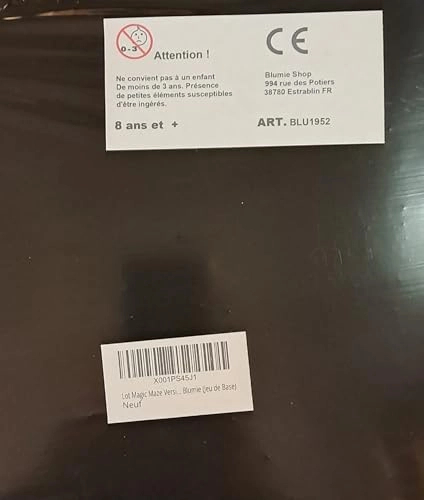 0-3
Attention !
CE
Ne convient pas à un enfant
De moins de 3 ans. Présence
de petites éléments susceptibles
d'être ingérés.
8 ans et +
Blumie Shop
994 rue des Potiers
38780 Estrablin FR
ART. BLU1952
X001PS45J1
Lot Magic Maze Versi... Blumie (Jeu de Base)
Neuf